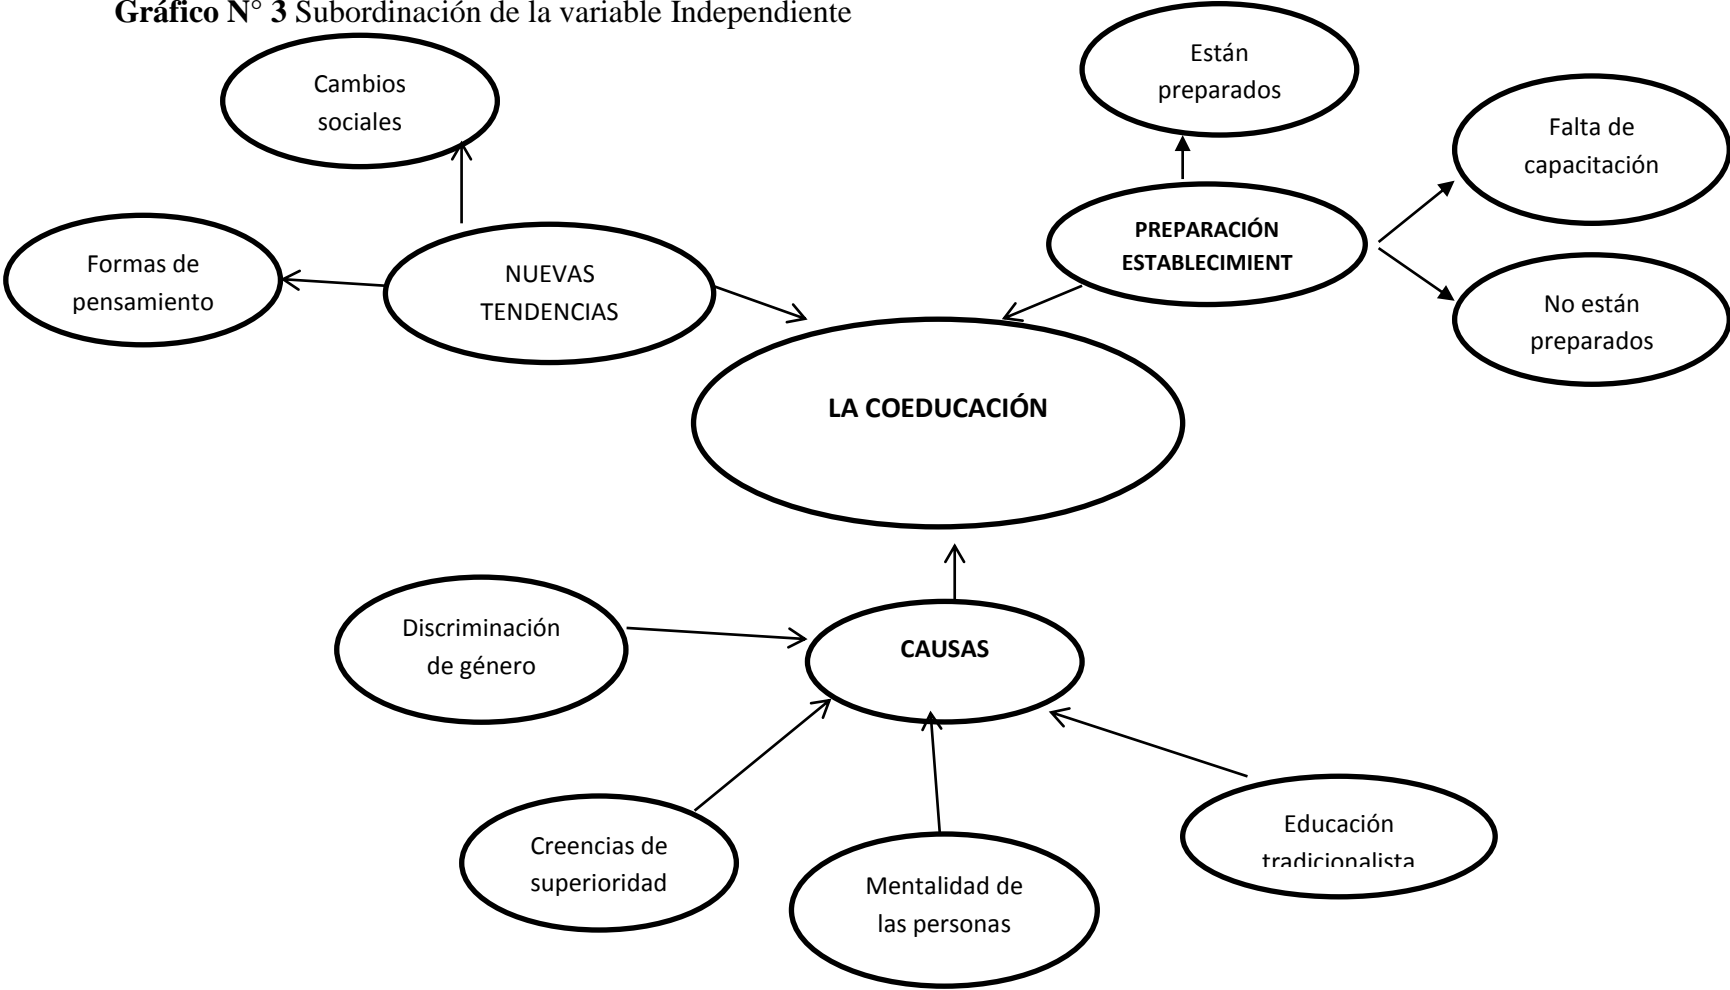 Gráfico N° 3 Subordinación de la variable Independiente
Cambios
sociales
Están
preparados
Falta de
capacitación
PREPARACIÓN
ESTABLECIMIENT
Formas de
pensamiento
NUEVAS
TENDENCIAS
No están
preparados
LA COEDUCACIÓN
Discriminación
de género
CAUSAS
Creencias de
superioridad
Mentalidad de
las personas
Educación
tradicionalista